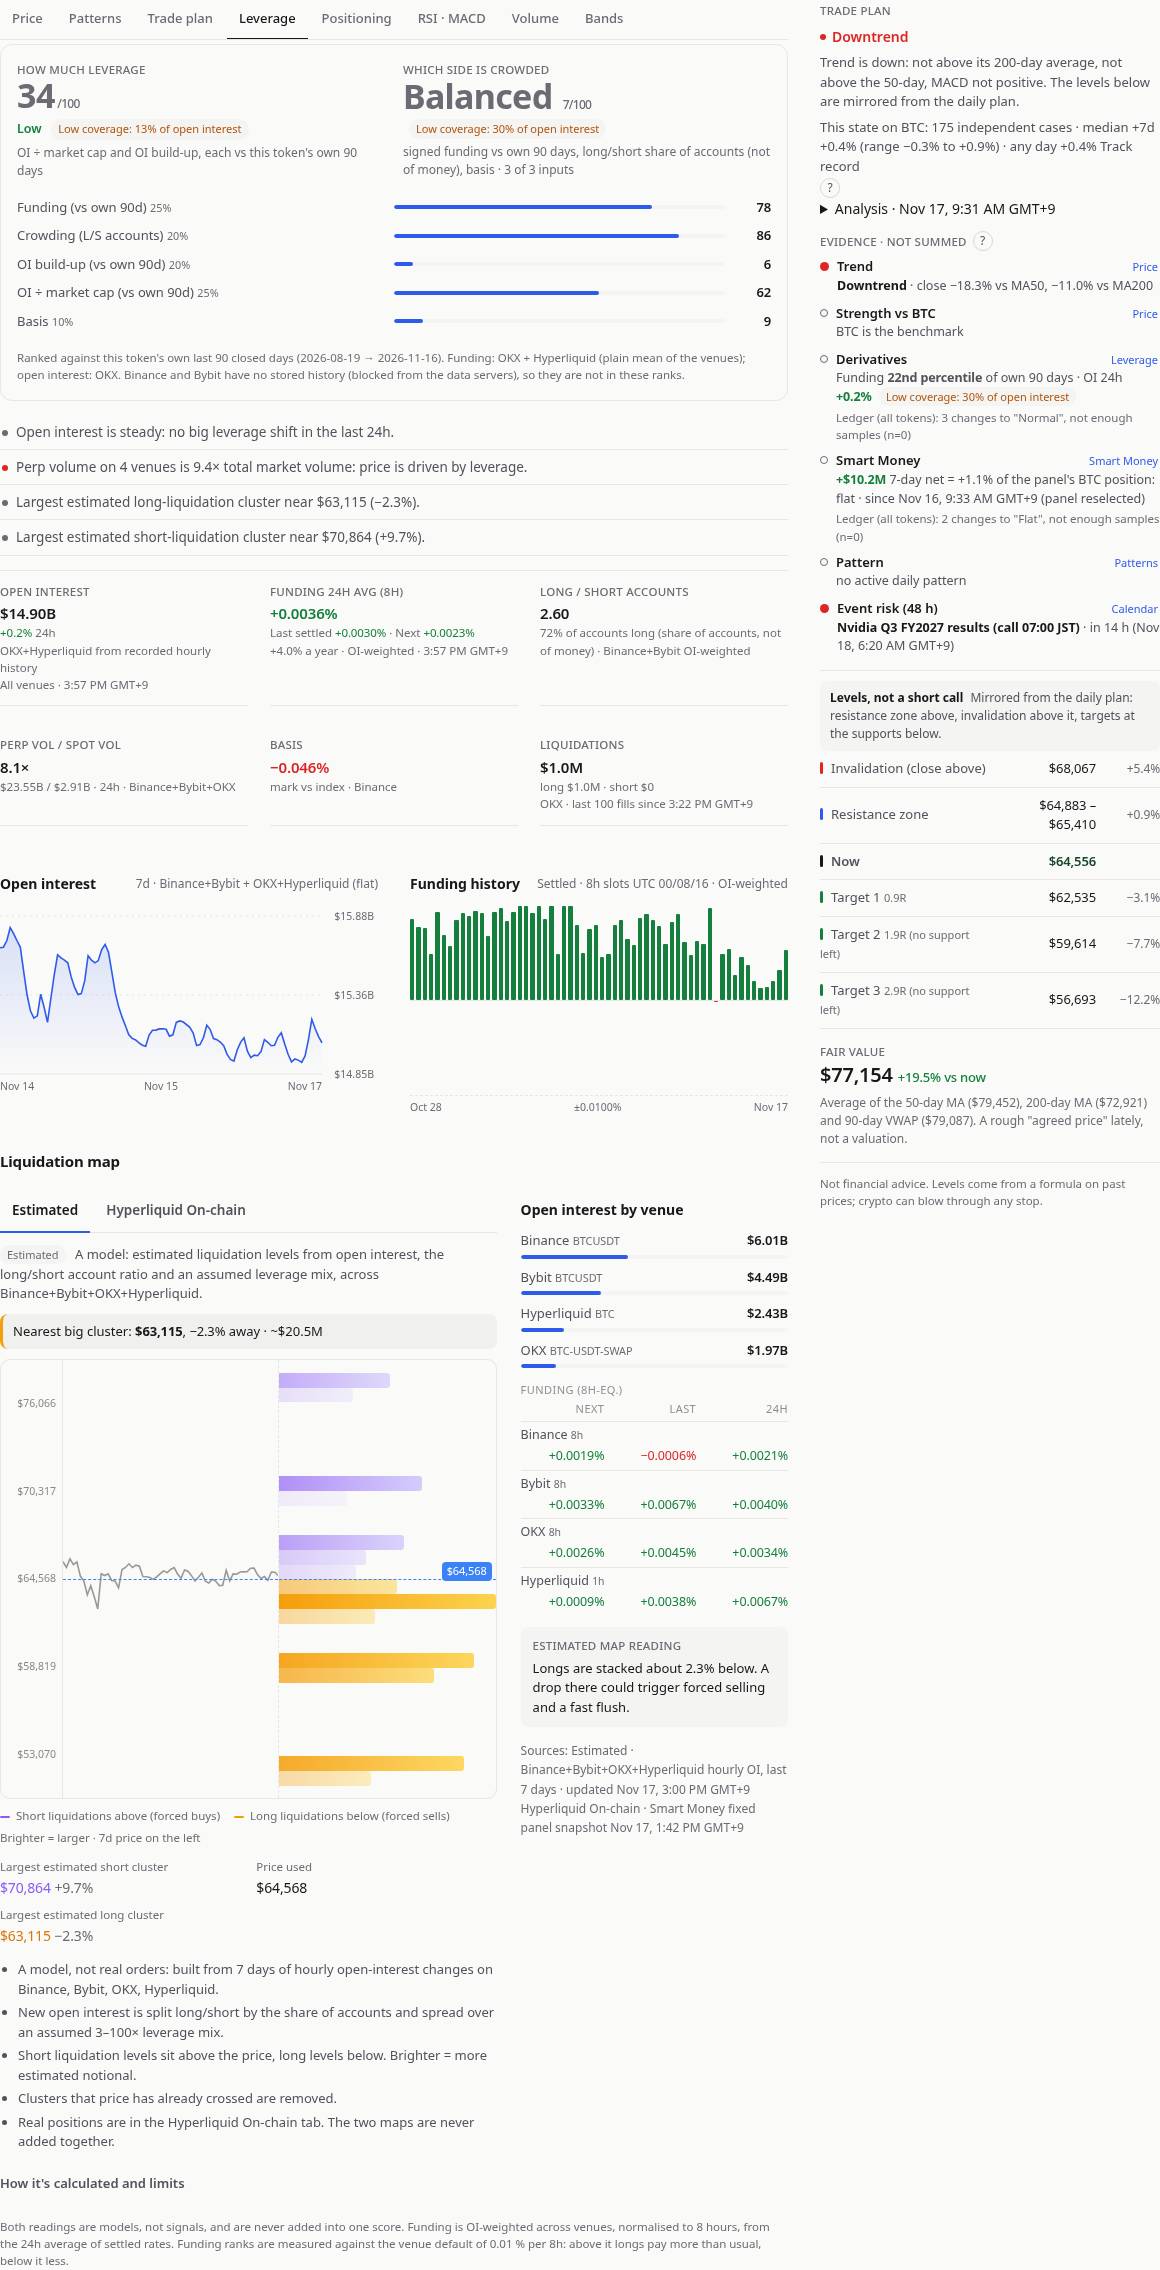 Price Patterns Trade plan Leverage Positioning RSI · MACD Volume Bands
HOW MUCH LEVERAGE
34 /100
Low Low coverage: 13% of open interest
OI ÷ market cap and OI build-up, each vs this token's own 90
days
WHICH SIDE IS CROWDED
Balanced 7/100
Low coverage: 30% of open interest
signed funding vs own 90 days, long/short share of accounts (not
of money), basis · 3 of 3 inputs
Funding (vs own 90d) 25% 78
Crowding (L/S accounts) 20% 86
OI build-up (vs own 90d) 20% 6
OI ÷ market cap (vs own 90d) 25% 62
Basis 10% 9
Ranked against this token's own last 90 closed days (2026-08-19 → 2026-11-16). Funding: OKX + Hyperliquid (plain mean of the venues);
open interest: OKX. Binance and Bybit have no stored history (blocked from the data servers), so they are not in these ranks.
Open interest is steady: no big leverage shift in the last 24h.
Perp volume on 4 venues is 9.4× total market volume: price is driven by leverage.
Largest estimated long-liquidation cluster near $63,115 (−2.3%).
Largest estimated short-liquidation cluster near $70,864 (+9.7%).
OPEN INTEREST
$14.90B
+0.2% 24h
OKX+Hyperliquid from recorded hourly
history
All venues · 3:57 PM GMT+9
FUNDING 24H AVG (8H)
+0.0036%
Last settled +0.0030% · Next +0.0023%
+4.0% a year · OI-weighted · 3:57 PM GMT+9
LONG / SHORT ACCOUNTS
2.60
72% of accounts long (share of accounts, not
of money) · Binance+Bybit OI-weighted
PERP VOL / SPOT VOL
8.1×
$23.55B / $2.91B · 24h · Binance+Bybit+OKX
BASIS
−0.046%
mark vs index · Binance
LIQUIDATIONS
$1.0M
long $1.0M · short $0
OKX · last 100 fills since 3:22 PM GMT+9
Open interest 7d · Binance+Bybit + OKX+Hyperliquid (flat)
$15.88B
$15.36B
$14.85B
Nov 14 Nov 15 Nov 17
Funding history Settled · 8h slots UTC 00/08/16 · OI-weighted
Oct 28 ±0.0100% Nov 17
Liquidation map
Estimated Hyperliquid On-chain
Estimated A model: estimated liquidation levels from open interest, the
long/short account ratio and an assumed leverage mix, across
Binance+Bybit+OKX+Hyperliquid.
Nearest big cluster: $63,115, −2.3% away · ~$20.5M
$76,066
$70,317
$64,568
$64,568
$58,819
$53,070
Short liquidations above (forced buys) Long liquidations below (forced sells)
Brighter = larger · 7d price on the left
Largest estimated short cluster
$70,864 +9.7%
Price used
$64,568
Largest estimated long cluster
$63,115 −2.3%
A model, not real orders: built from 7 days of hourly open-interest changes on
Binance, Bybit, OKX, Hyperliquid.
New open interest is split long/short by the share of accounts and spread over
an assumed 3–100× leverage mix.
Short liquidation levels sit above the price, long levels below. Brighter = more
estimated notional.
Clusters that price has already crossed are removed.
Real positions are in the Hyperliquid On-chain tab. The two maps are never
added together.
Open interest by venue
Binance BTCUSDT $6.01B
Bybit BTCUSDT $4.49B
Hyperliquid BTC $2.43B
OKX BTC-USDT-SWAP $1.97B
FUNDING (8H-EQ.)
NEXT LAST 24H
Binance 8h
+0.0019% −0.0006% +0.0021%
Bybit 8h
+0.0033% +0.0067% +0.0040%
OKX 8h
+0.0026% +0.0045% +0.0034%
Hyperliquid 1h
+0.0009% +0.0038% +0.0067%
ESTIMATED MAP READING
Longs are stacked about 2.3% below. A
drop there could trigger forced selling
and a fast flush.
Sources: Estimated ·
Binance+Bybit+OKX+Hyperliquid hourly OI, last
7 days · updated Nov 17, 3:00 PM GMT+9
Hyperliquid On-chain · Smart Money fixed
panel snapshot Nov 17, 1:42 PM GMT+9
How it's calculated and limits
Both readings are models, not signals, and are never added into one score. Funding is OI-weighted across venues, normalised to 8 hours, from
the 24h average of settled rates. Funding ranks are measured against the venue default of 0.01 % per 8h: above it longs pay more than usual,
below it less.
TRADE PLAN
Downtrend
Trend is down: not above its 200-day average, not
above the 50-day, MACD not positive. The levels below
are mirrored from the daily plan.
This state on BTC: 175 independent cases · median +7d
+0.4% (range −0.3% to +0.9%) · any day +0.4% Track
record
?
Analysis · Nov 17, 9:31 AM GMT+9
EVIDENCE · NOT SUMMED ?
Trend Price
Downtrend · close −18.3% vs MA50, −11.0% vs MA200
Strength vs BTC Price
BTC is the benchmark
Derivatives Leverage
Funding 22nd percentile of own 90 days · OI 24h
+0.2% Low coverage: 30% of open interest
Ledger (all tokens): 3 changes to "Normal", not enough
samples (n=0)
Smart Money Smart Money
+$10.2M 7-day net = +1.1% of the panel's BTC position:
flat · since Nov 16, 9:33 AM GMT+9 (panel reselected)
Ledger (all tokens): 2 changes to "Flat", not enough samples
(n=0)
Pattern Patterns
no active daily pattern
Event risk (48 h) Calendar
Nvidia Q3 FY2027 results (call 07:00 JST) · in 14 h (Nov
18, 6:20 AM GMT+9)
Levels, not a short call Mirrored from the daily plan:
resistance zone above, invalidation above it, targets at
the supports below.
Invalidation (close above) $68,067 +5.4%
Resistance zone $64,883 – $65,410 +0.9%
Now $64,556
Target 1 0.9R $62,535 −3.1%
Target 2 1.9R (no support
left) $59,614 −7.7%
Target 3 2.9R (no support
left) $56,693 −12.2%
FAIR VALUE
$77,154 +19.5% vs now
Average of the 50-day MA ($79,452), 200-day MA ($72,921)
and 90-day VWAP ($79,087). A rough "agreed price" lately,
not a valuation.
Not financial advice. Levels come from a formula on past
prices; crypto can blow through any stop.